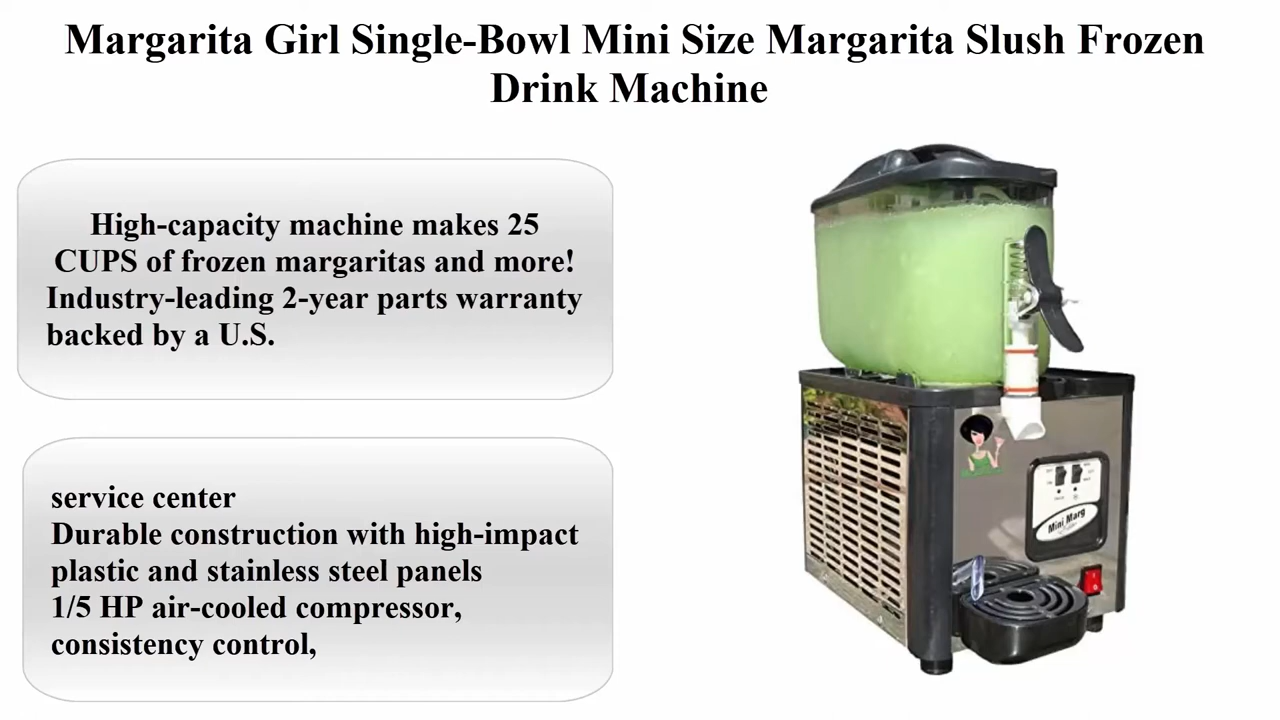 Margarita Girl Single-Bowl Mini Size Margarita Slush Frozen
Drink Machine
High-capacity machine makes 25
CUPS of frozen margaritas and more!
Industry-leading 2-year parts warranty
backed by a U.S.
service center
Durable construction with high-impact
plastic and stainless steel panels
1/5 HP air-cooled compressor,
consistency control,
Mini Marg